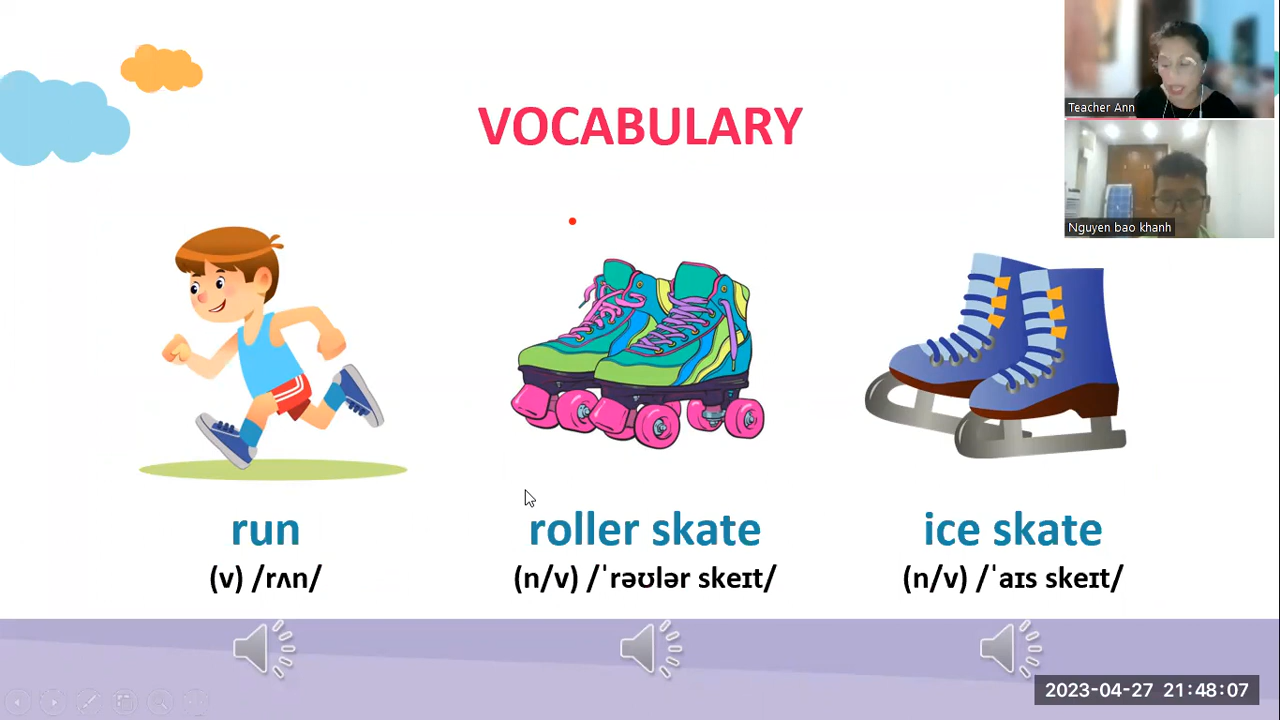 VOCABULARY
Teacher Ann
Nguyen bao khanh
run
(v) /rʌn/
roller skate
(n/v) /ˈrəʊlər skeɪt/
ice skate
(n/v) /ˈaɪs skeɪt/
2023-04-27 21:48:07